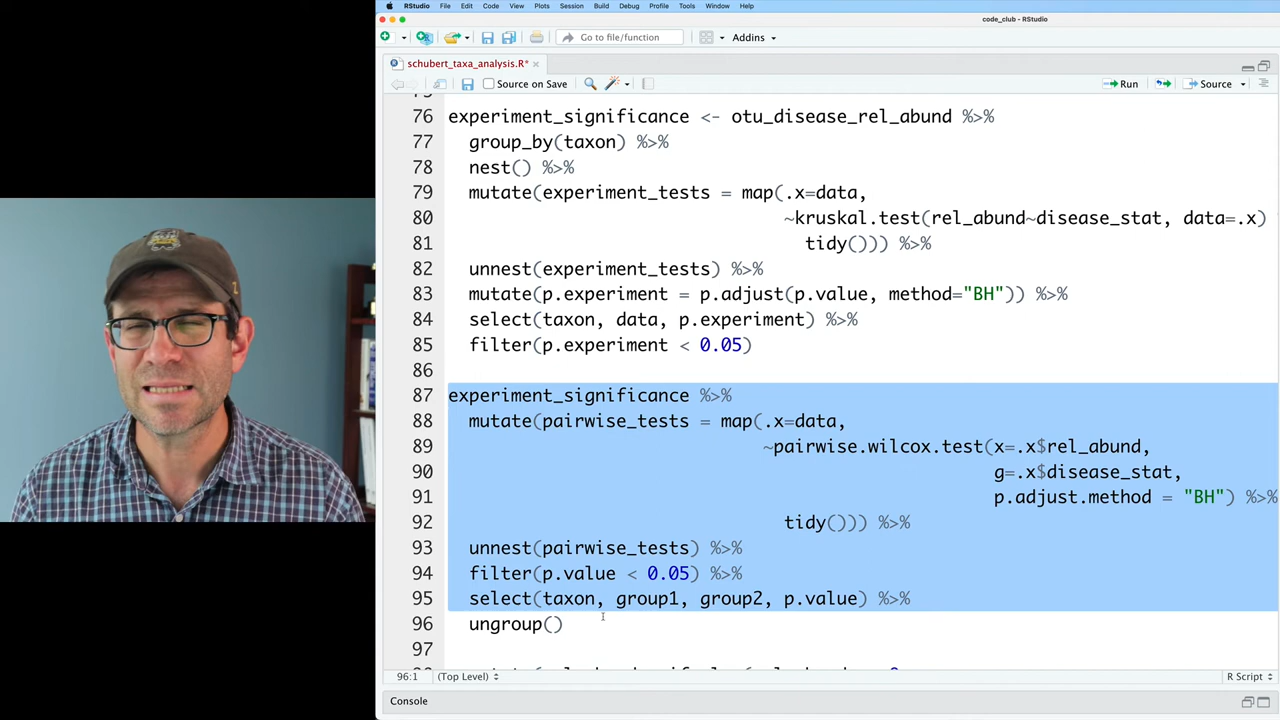 RStudio File Edit Code View Plots Session Build Debug Profile Tools Window Help
code_club - RStudio
Go to file/function Addins
schubert_taxa_analysis.R*
Source on Save Run Source
76 experiment_significance <- otu_disease_rel_abund %>%
77 group_by(taxon) %>%
78 nest() %>%
79 mutate(experiment_tests = map(.x=data,
80 ~kruskal.test(rel_abund~disease_stat, data=.x)
81 tidy())) %>%
82 unnest(experiment_tests) %>%
83 mutate(p.experiment = p.adjust(p.value, method="BH")) %>%
84 select(taxon, data, p.experiment) %>%
85 filter(p.experiment < 0.05)
86
87 experiment_significance %>%
88 mutate(pairwise_tests = map(.x=data,
89 ~pairwise.wilcox.test(x=.x$rel_abund,
90 g=.x$disease_stat,
91 p.adjust.method = "BH") %>%
92 tidy())) %>%
93 unnest(pairwise_tests) %>%
94 filter(p.value < 0.05) %>%
95 select(taxon, group1, group2, p.value) %>%
96 ungroup()
97
96:1 (Top Level) R Script
Console